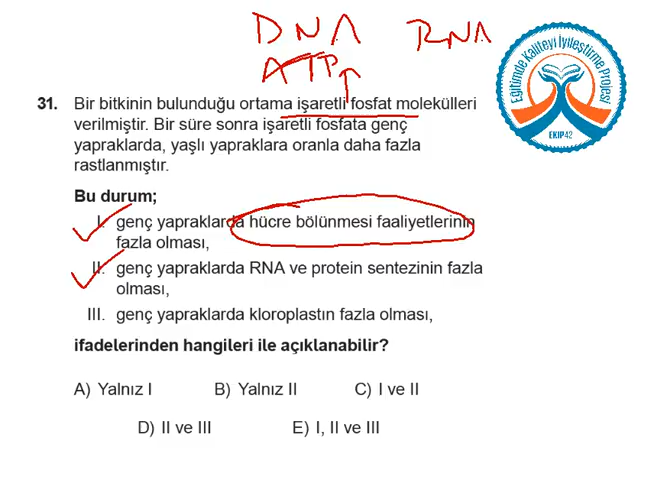 DNA RNA
ATP
Eğitimde Kaliteyi İyileştirme Projesi
EKIP42
31. Bir bitkinin bulunduğu ortama işaretli fosfat molekülleri
verilmiştir. Bir süre sonra işaretli fosfata genç
yapraklarda, yaşlı yapraklara oranla daha fazla
rastlanmıştır.
Bu durum;
I. genç yapraklarda hücre bölünmesi faaliyetlerinin
fazla olması,
II. genç yapraklarda RNA ve protein sentezinin fazla
olması,
III. genç yapraklarda kloroplastın fazla olması,
ifadelerinden hangileri ile açıklanabilir?
A) Yalnız I B) Yalnız II C) I ve II
D) II ve III E) I, II ve III